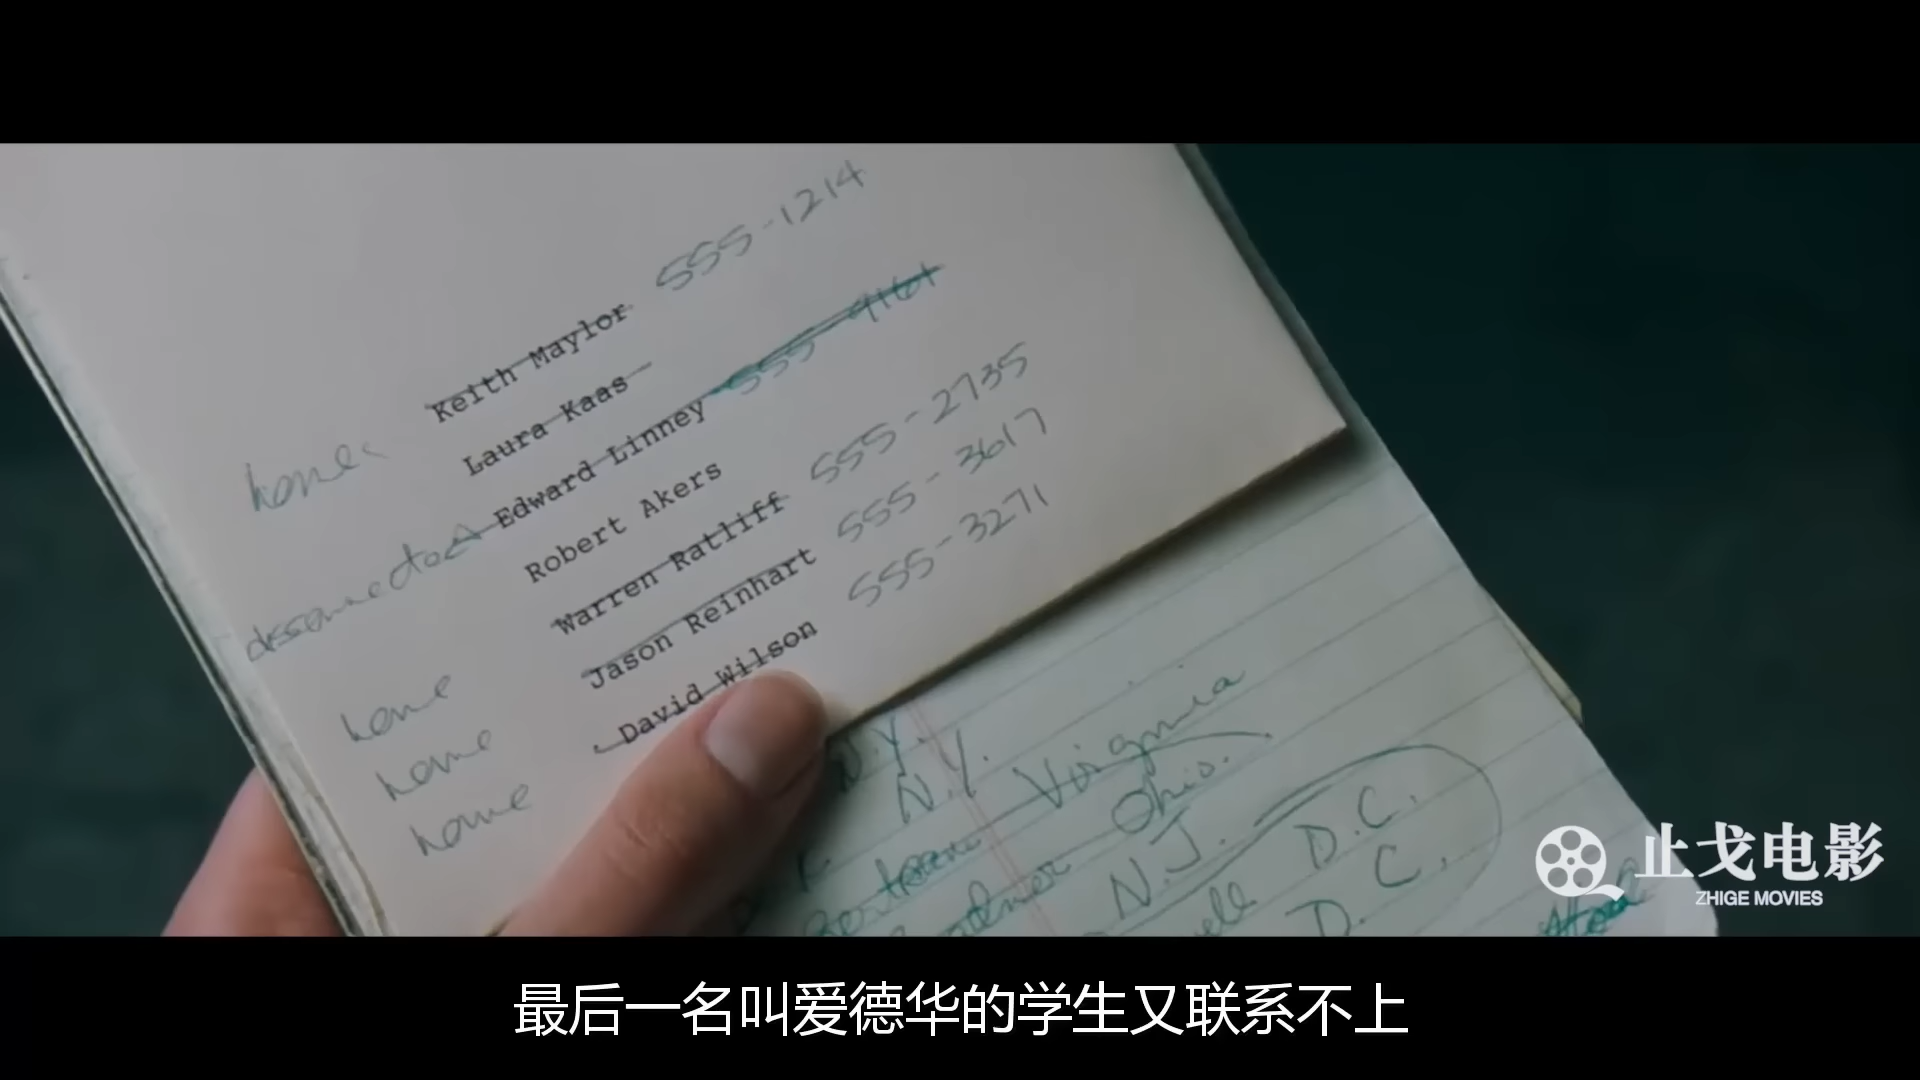 Keith Maylor 555-1214
home Laura Kaas
Edward Linney 555-9161
Robert Akers
home Warren Ratliff 555-2735
home Jason Reinhart 555-3617
home David Wilson 555-3271
N.Y.
N.Y. Virginia
Ohio.
N.J. D.C.
D.C.
止戈电影
ZHIGE MOVIES
最后一名叫爱德华的学生又联系不上